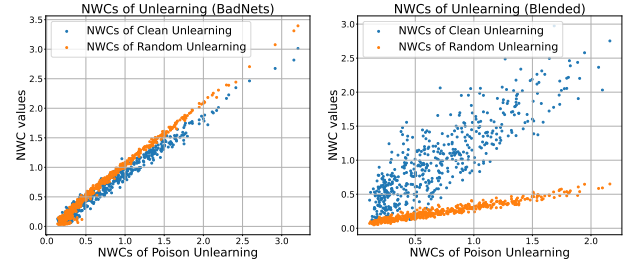 NWCs of Unlearning (BadNets)
NWCs of Clean Unlearning
NWCs of Random Unlearning
NWC values
3.5
3.0
2.5
2.0
1.5
1.0
0.5
0.0
0.0 0.5 1.0 1.5 2.0 2.5 3.0
NWCs of Poison Unlearning
NWCs of Unlearning (Blended)
NWCs of Clean Unlearning
NWCs of Random Unlearning
NWC values
3.0
2.5
2.0
1.5
1.0
0.5
0.0
0.5 1.0 1.5 2.0
NWCs of Poison Unlearning